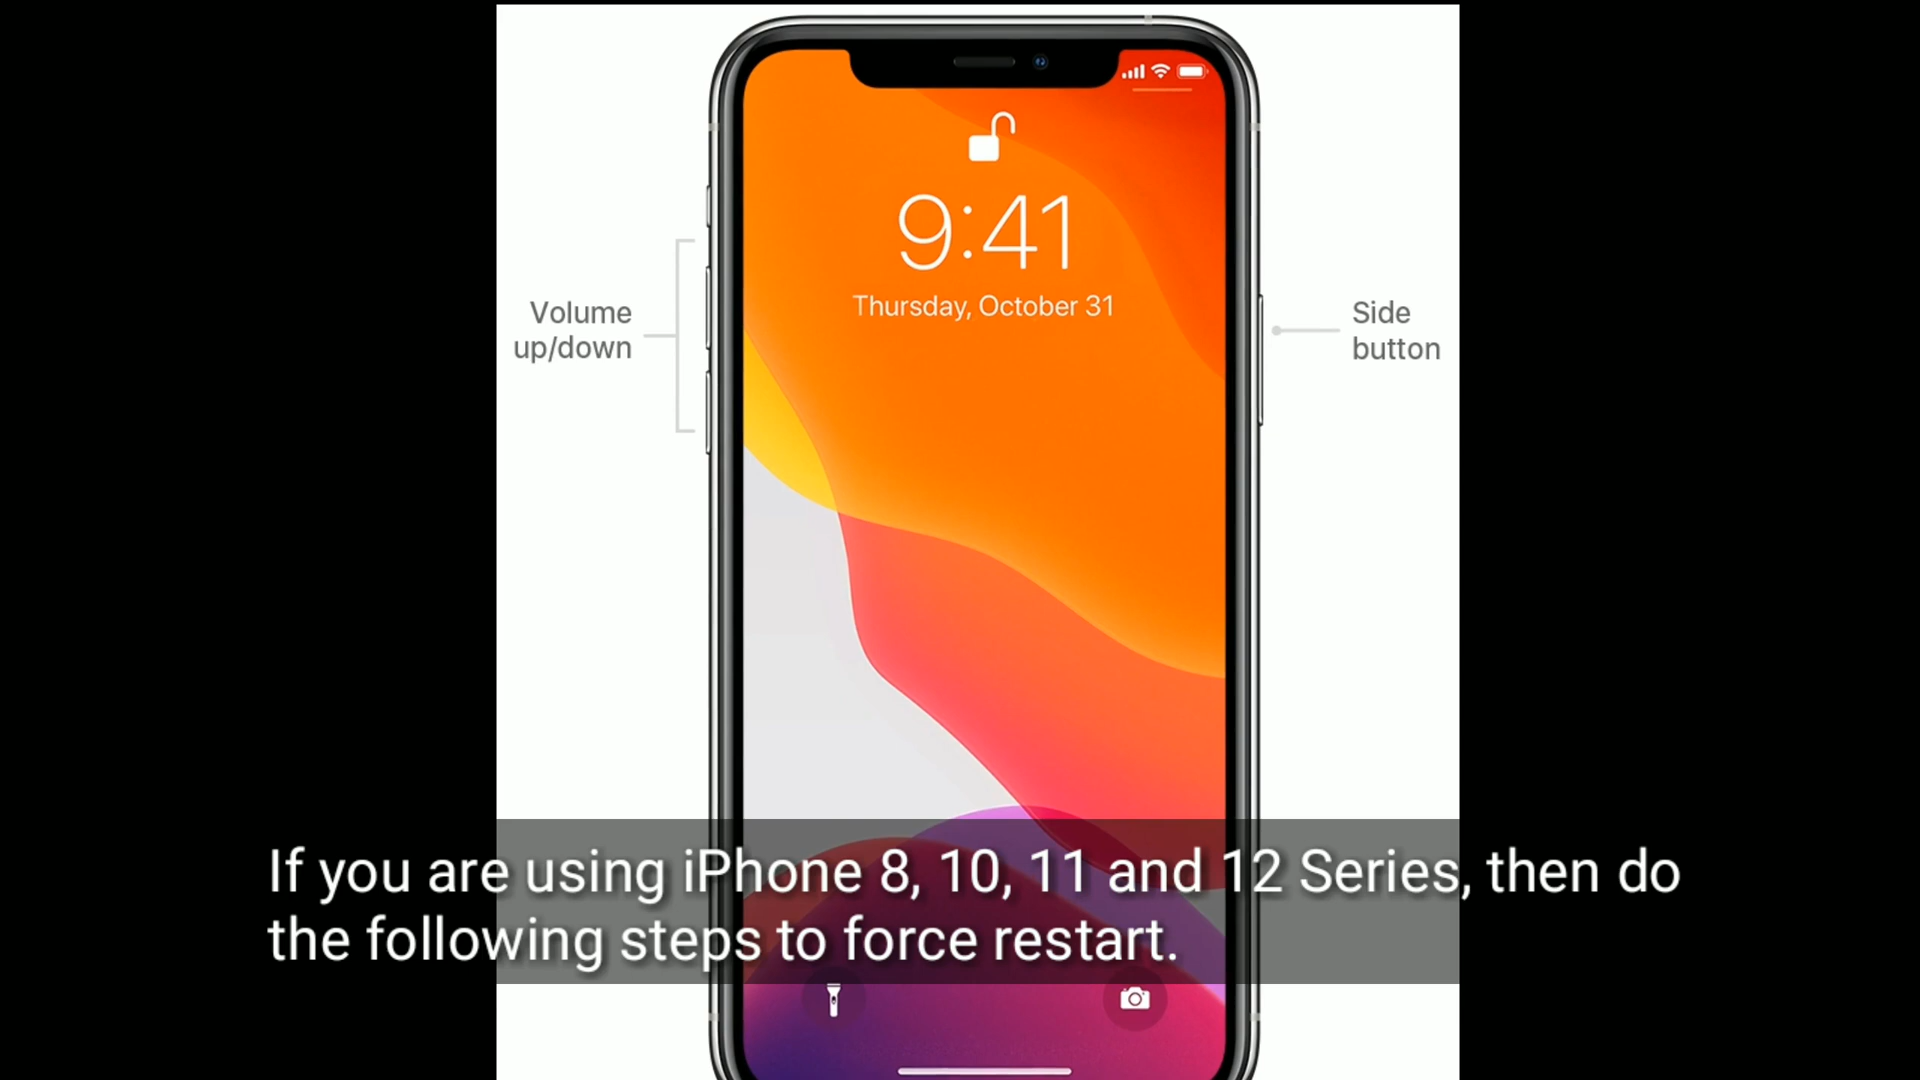 9:41
Thursday, October 31
Volume
up/down
Side
button
If you are using iPhone 8, 10, 11 and 12 Series, then do
the following steps to force restart.